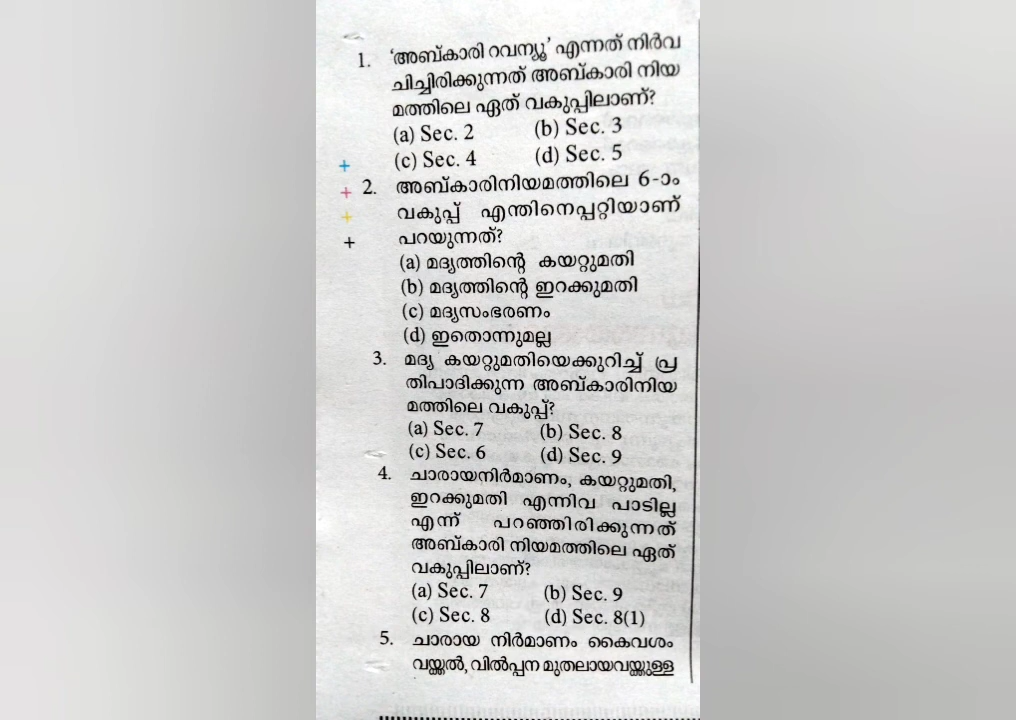 1. 'അബ്കാരി റവന്യൂ' എന്നത് നിർവ
ചിച്ചിരിക്കുന്നത് അബ്കാരി നിയ
മത്തിലെ ഏത് വകുപ്പിലാണ്?
(a) Sec. 2 (b) Sec. 3
(c) Sec. 4 (d) Sec. 5
2. അബ്കാരിനിയമത്തിലെ 6-ാം
വകുപ്പ് എന്തിനെപ്പറ്റിയാണ്
പറയുന്നത്?
(a) മദ്യത്തിന്റെ കയറ്റുമതി
(b) മദ്യത്തിന്റെ ഇറക്കുമതി
(c) മദ്യസംഭരണം
(d) ഇതൊന്നുമല്ല
3. മദ്യ കയറ്റുമതിയെക്കുറിച്ച് പ്ര
തിപാദിക്കുന്ന അബ്കാരിനിയ
മത്തിലെ വകുപ്പ്?
(a) Sec. 7 (b) Sec. 8
(c) Sec. 6 (d) Sec. 9
4. ചാരായനിർമാണം, കയറ്റുമതി,
ഇറക്കുമതി എന്നിവ പാടില്ല
എന്ന് പറഞ്ഞിരിക്കുന്നത്
അബ്കാരി നിയമത്തിലെ ഏത്
വകുപ്പിലാണ്?
(a) Sec. 7 (b) Sec. 9
(c) Sec. 8 (d) Sec. 8(1)
5. ചാരായ നിർമാണം കൈവശം
വയ്ക്കൽ, വിൽപ്പന മുതലായവയ്ക്കുള്ള